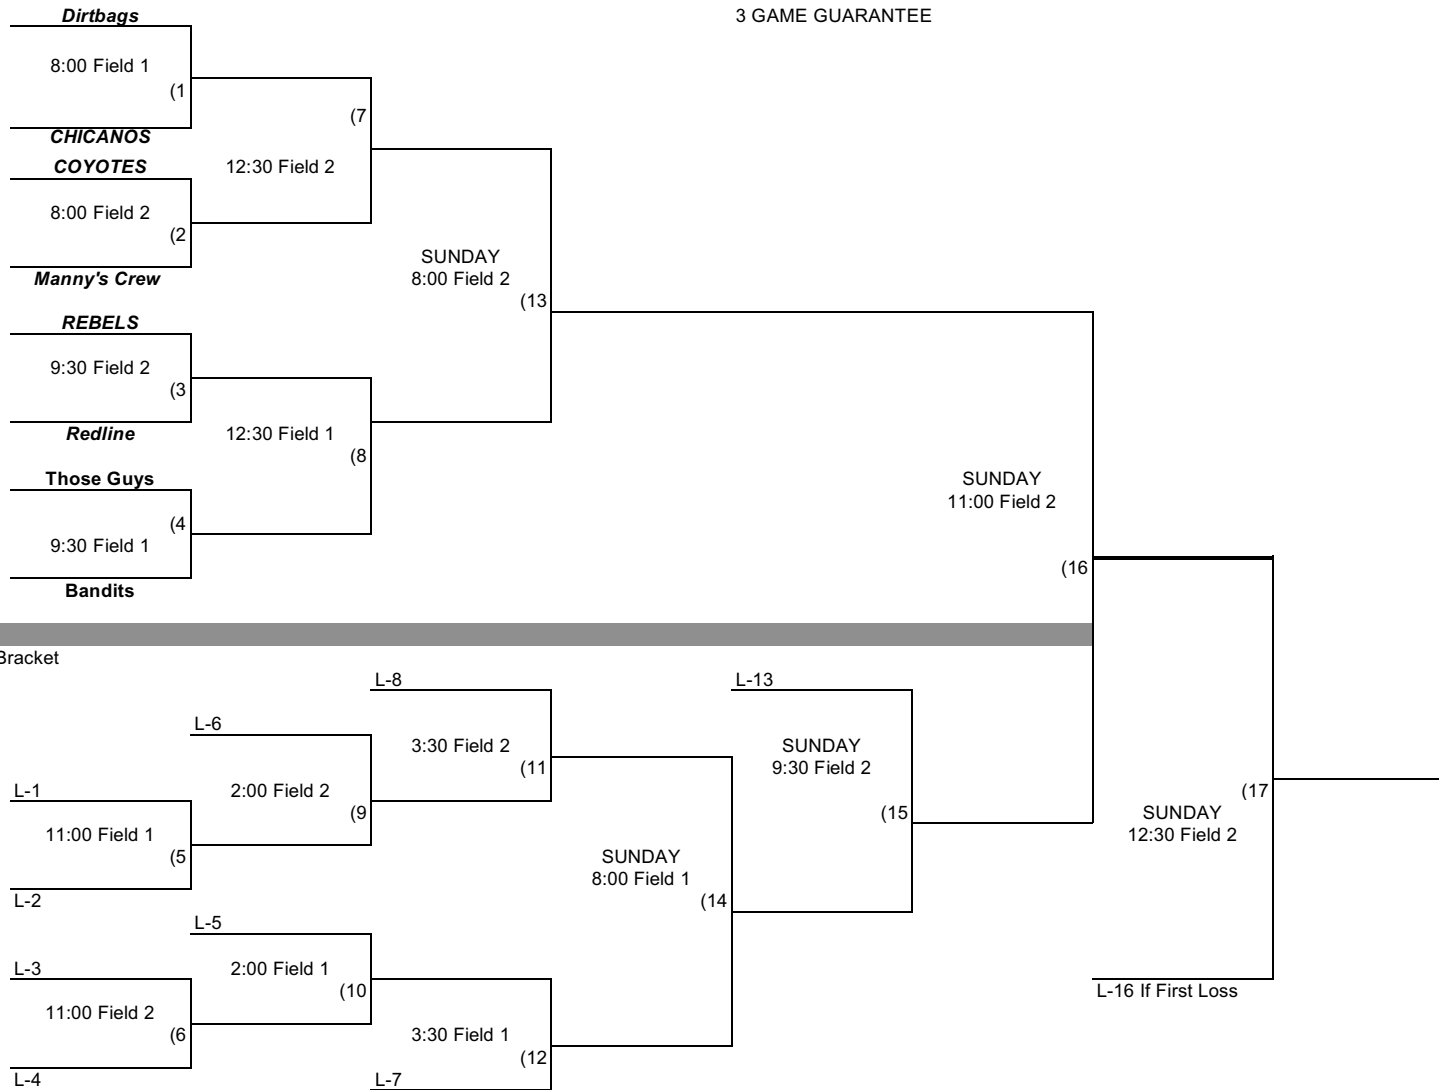 Dirtbags
3 GAME GUARANTEE
8:00 Field 1
(1
(7
CHICANOS
COYOTES
12:30 Field 2
8:00 Field 2
(2
SUNDAY
8:00 Field 2
Manny's Crew
(13
REBELS
9:30 Field 2
(3
Redline
12:30 Field 1
(8
Those Guys
SUNDAY
11:00 Field 2
(4
9:30 Field 1
(16
Bandits
Bracket
L-8
L-13
L-6
3:30 Field 2
SUNDAY
9:30 Field 2
(11
L-1
2:00 Field 2
(17
(9
(15
SUNDAY
12:30 Field 2
11:00 Field 1
(5
SUNDAY
8:00 Field 1
L-2
(14
L-5
L-3
2:00 Field 1
(10
L-16 If First Loss
11:00 Field 2
(6
3:30 Field 1
(12
L-4
L-7